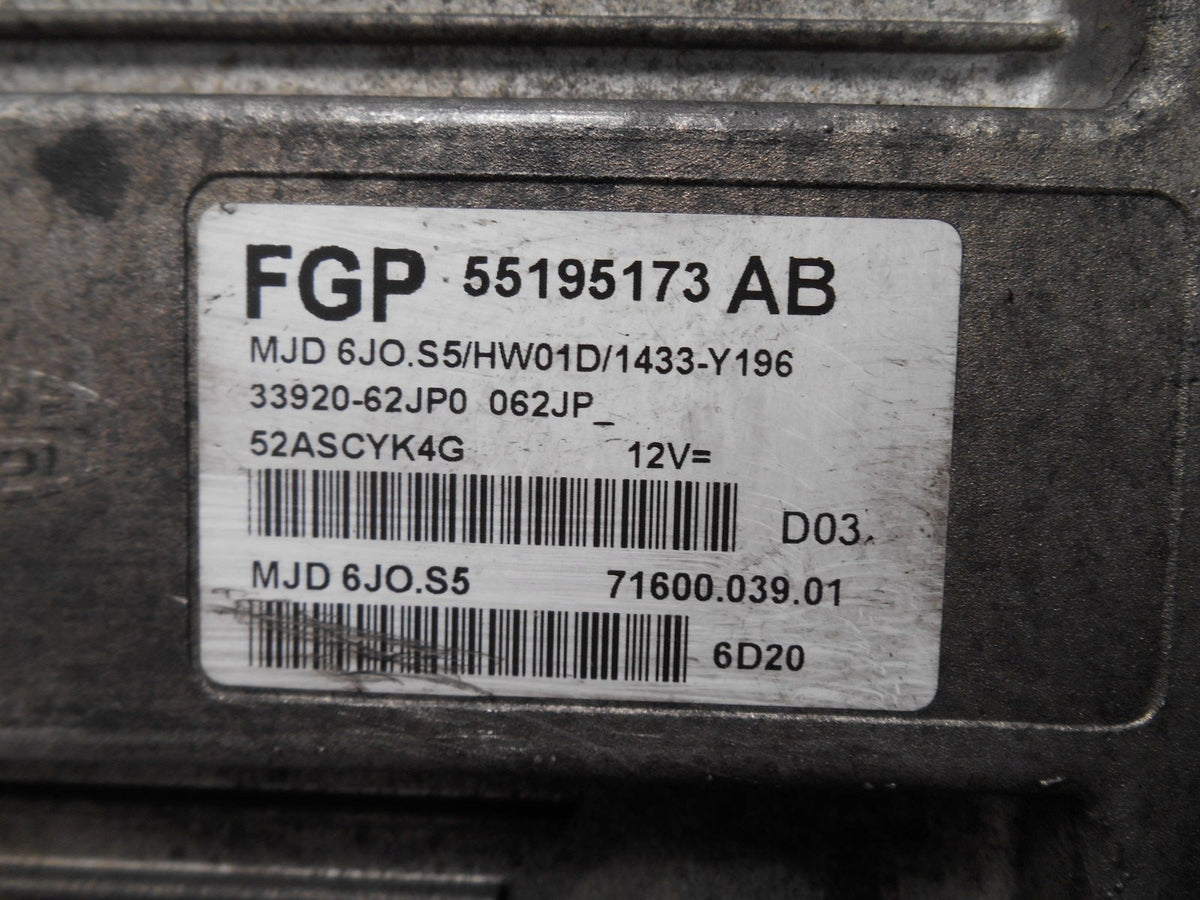 FGP 55195173 AB
MJD 6JO.S5/HW01D/1433-Y196
33920-62JP0 062JP_
52ASCYK4G 12V=
D03
MJD 6JO.S5 71600.039.01
6D20